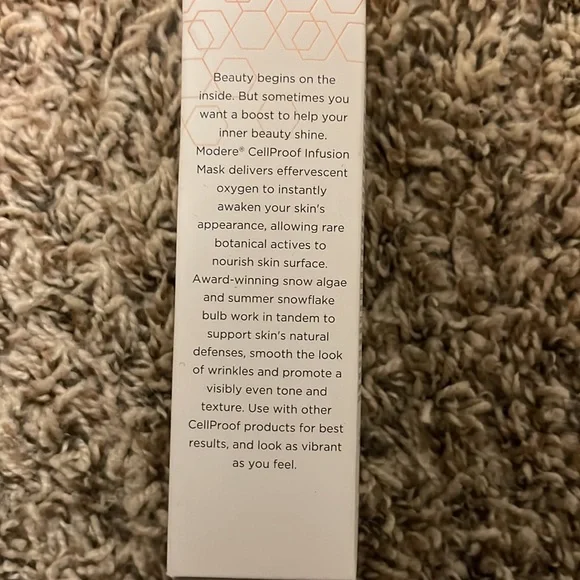 Beauty begins on the
inside. But sometimes you
want a boost to help your
inner beauty shine.
Modere® CellProof Infusion
Mask delivers effervescent
oxygen to instantly
awaken your skin's
appearance, allowing rare
botanical actives to
nourish skin surface.
Award-winning snow algae
and summer snowflake
bulb work in tandem to
support skin's natural
defenses, smooth the look
of wrinkles and promote a
visibly even tone and
texture. Use with other
CellProof products for best
results, and look as vibrant
as you feel.